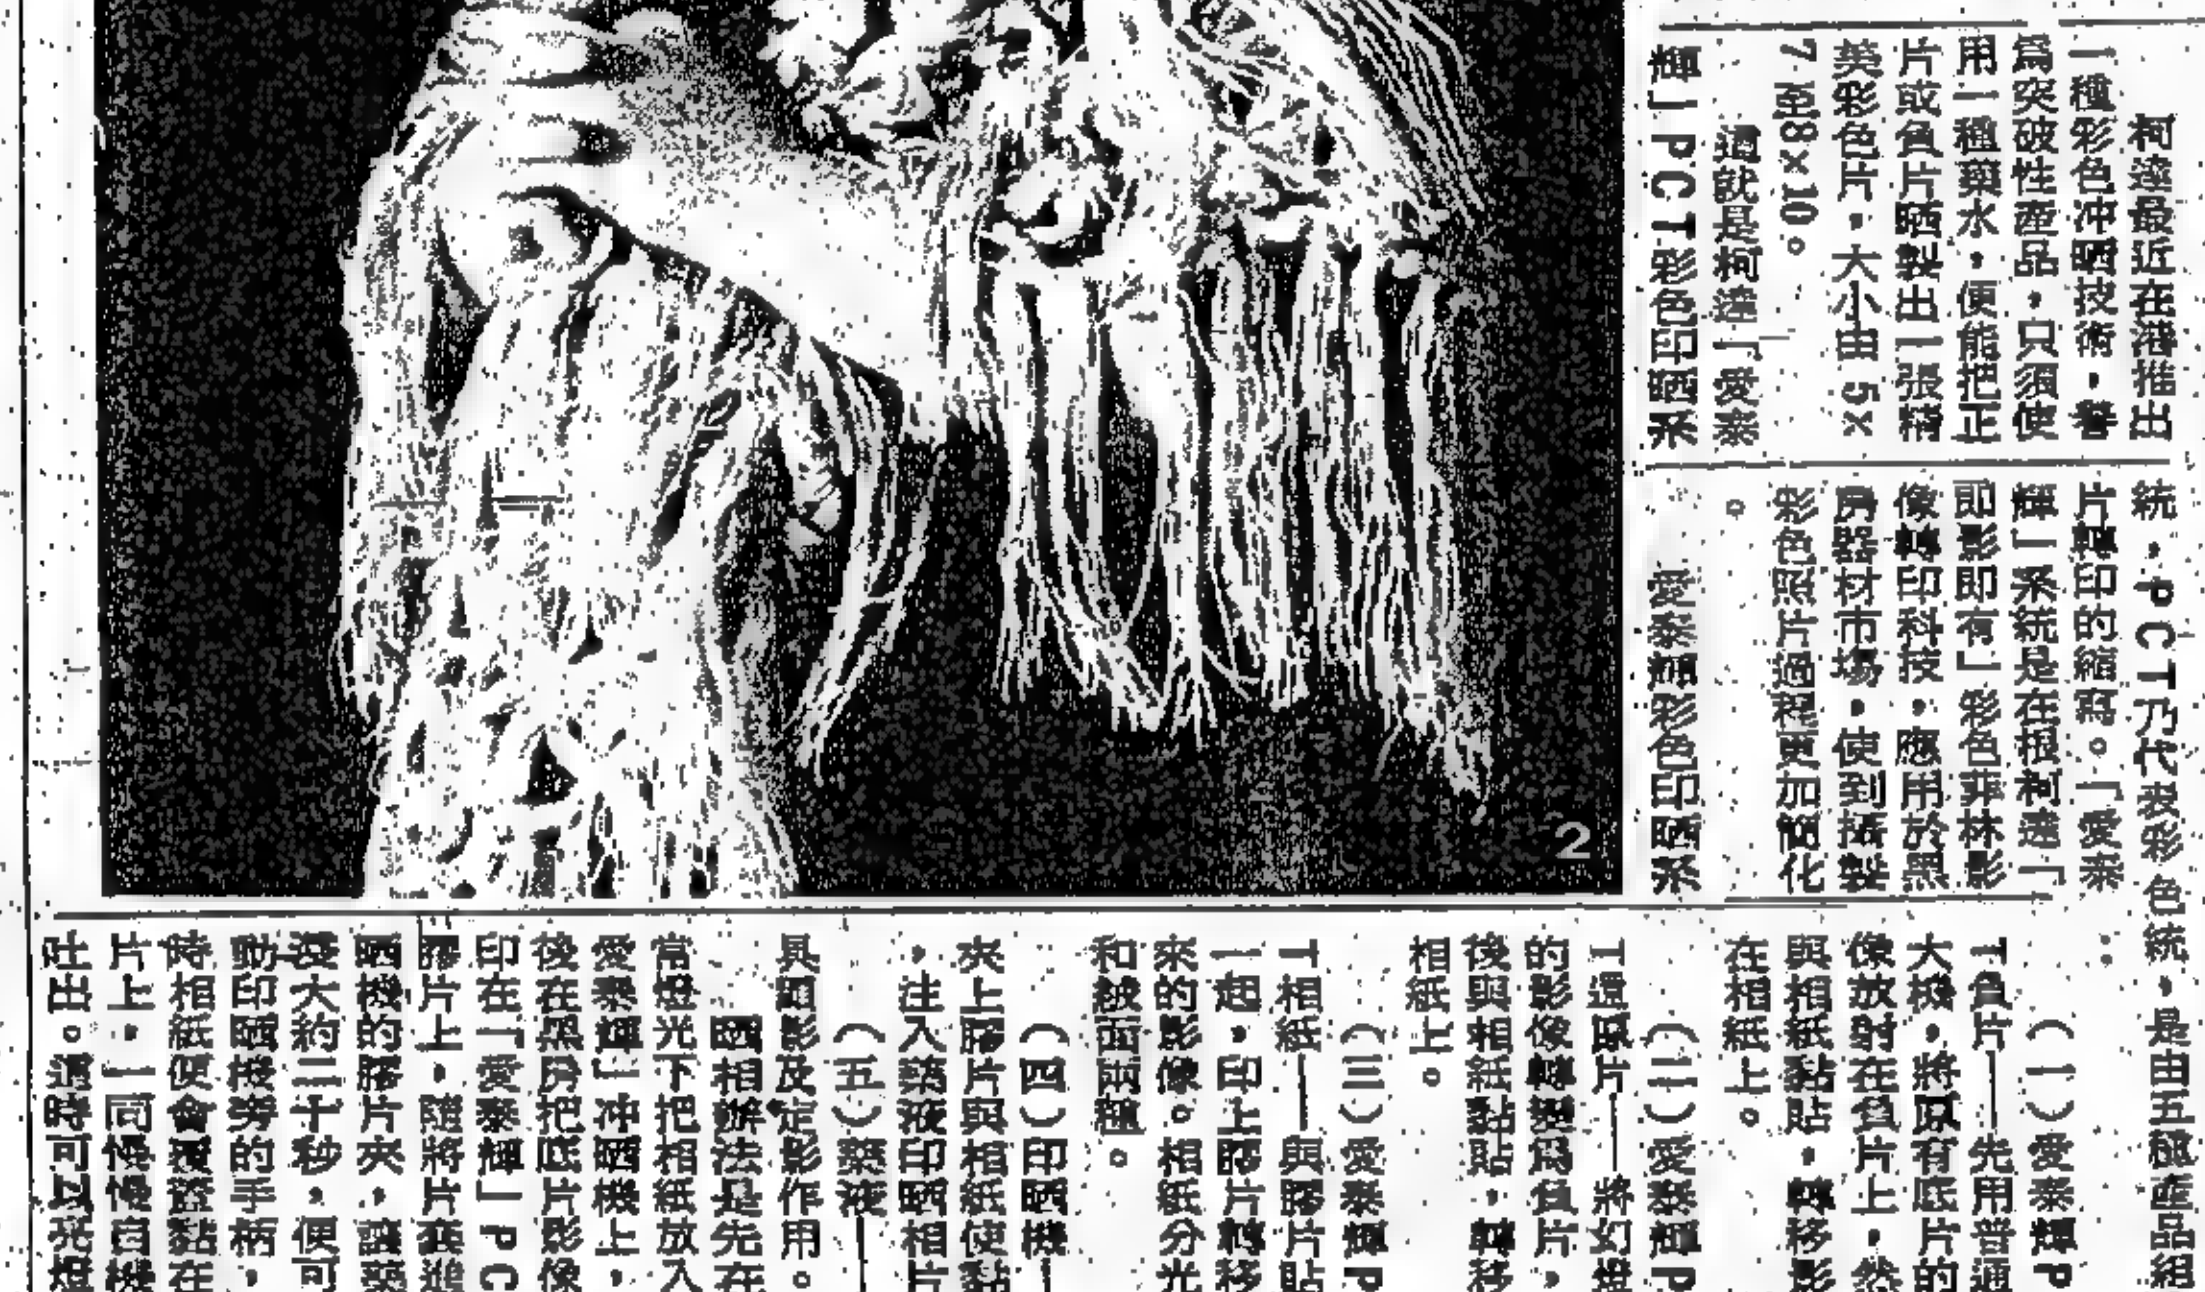 柯達最近在港推出
一種彩色冲晒技術,譽
爲突破性產品,只須使
用一種藥水,便能把正
片或負片晒製出一張精
美彩色片,大小由5×
7至8×10。
這就是柯達「愛泰
輝」PCT彩色印晒系
統,PCT乃代表彩色
片轉印的縮寫。「愛泰
輝」系統是在根柯達「
即影即有」彩色菲林影
像轉印科技,應用於黑
房器材市場,使到攝製
彩色照片過程更加簡化
。
愛泰輝彩色印晒系
統,是由五種產品組
:
(一)愛泰輝P
T負片——先用普通
大機,將原有底片的
像放射在負片上,然
與相紙黏貼,轉移影
在相紙上。
(二)愛泰輝P
T還原片——將幻燈
的影像轉變爲負片,
後與相紙黏貼,轉移
相紙上。
(三)愛泰輝P
T相紙——與膠片貼
一起,印上膠片轉移
來的影像。相紙分光
和絨面兩種。
(四)印晒機—
夾上膠片與相紙使黏
,注入藥液印晒相片
(五)藥液——
具顯影及定影作用。
晒相辦法是先在
常燈光下把相紙放入
愛泰輝」冲晒機上,
後在黑房把底片影像
印在「愛泰輝」PC
膠片上,隨將片套進
晒機的膠片夾,讓藥
浸大約二十秒,便可
動印晒機旁的手柄,
時相紙便會覆蓋黏在
片上,一同慢慢自機
吐出。這時可以亮燈
2